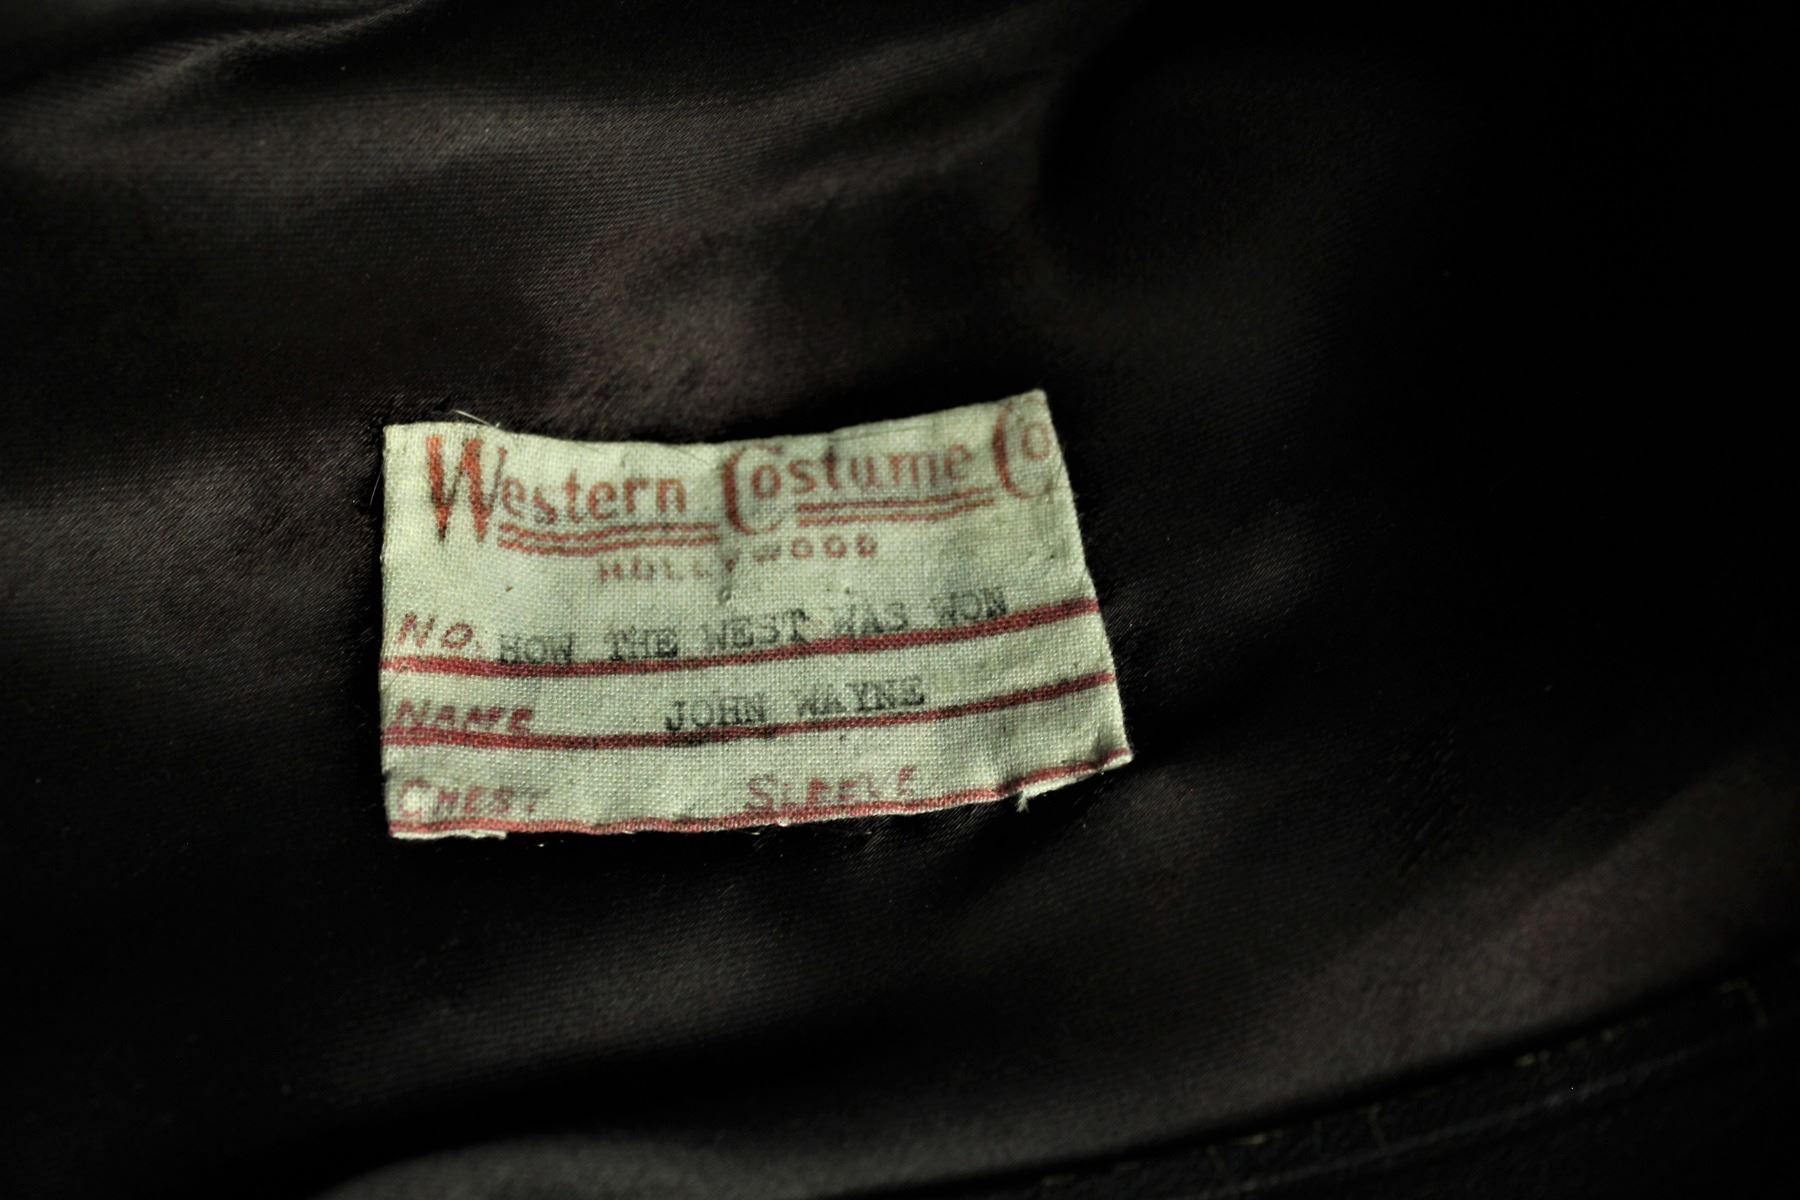 Western Costume Co
HOLLYWOOD
NO. HOW THE WEST WAS WON
NAME JOHN WAYNE
CHEST SLEEVE